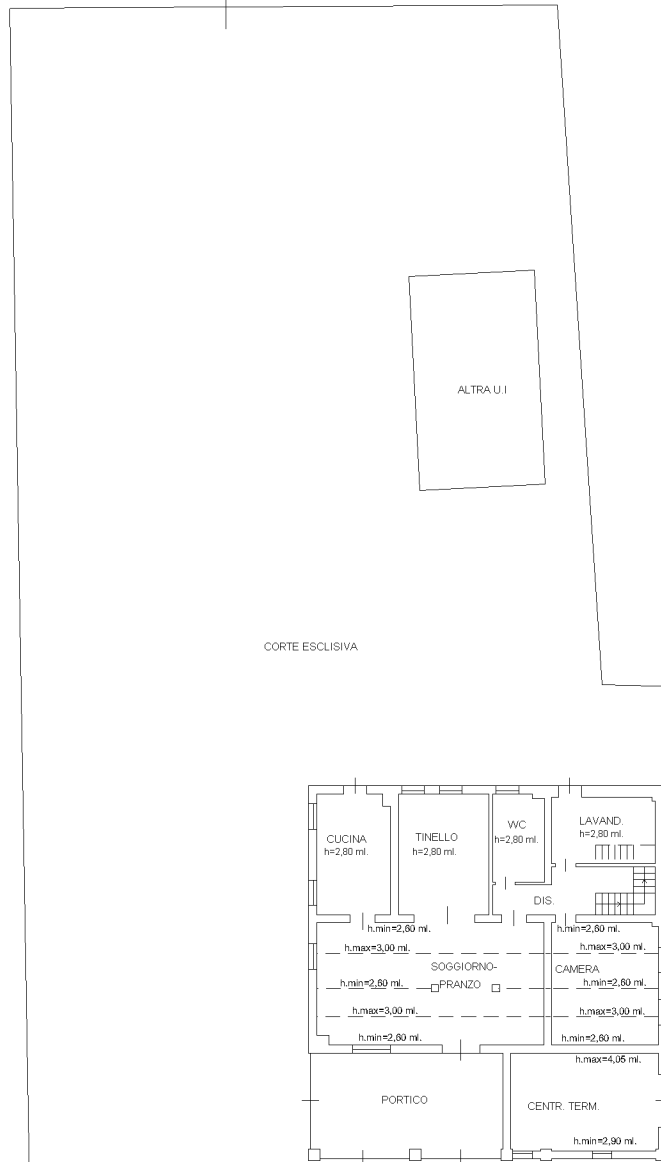 ALTRA U.I
CORTE ESCLISIVA
CUCINA
h=2,80 ml.
TINELLO
h=2,80 ml.
WC
h=2,80 ml.
LAVAND.
h=2,80 ml.
DIS.
h.min=2,60 ml.
h.min=2,60 ml.
h.max=3,00 ml.
h.max=3,00 ml.
SOGGIORNO-
PRANZO
CAMERA
h.min=2,60 ml.
h.min=2,60 ml.
h.max=3,00 ml.
h.max=3,00 ml.
h.min=2,60 ml.
h.min=2,60 ml.
h.max=4,05 ml.
PORTICO
CENTR. TERM.
h.min=2,90 ml.